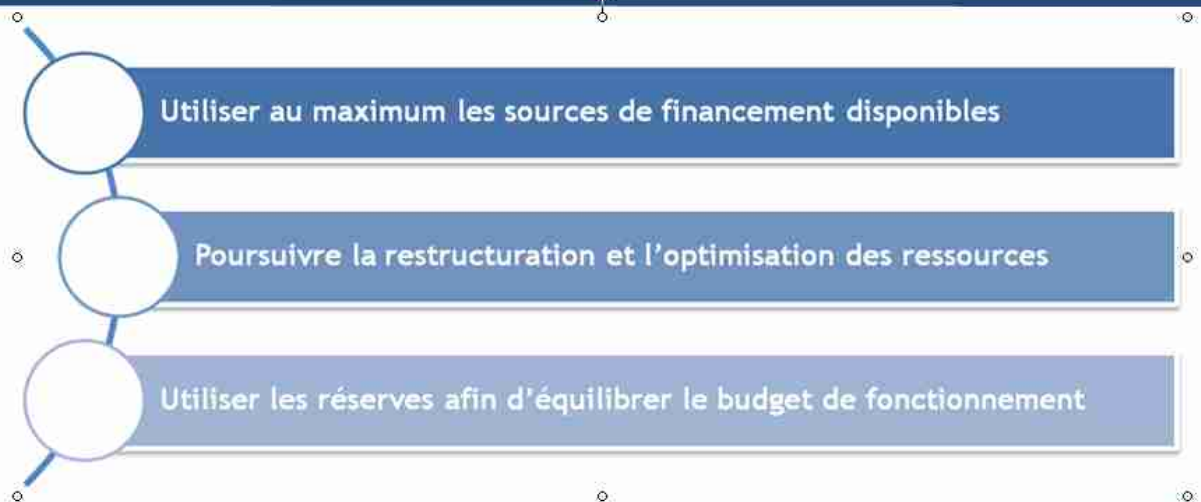 Utiliser au maximum les sources de financement disponibles
Poursuivre la restructuration et l’optimisation des ressources
Utiliser les réserves afin d’équilibrer le budget de fonctionnement